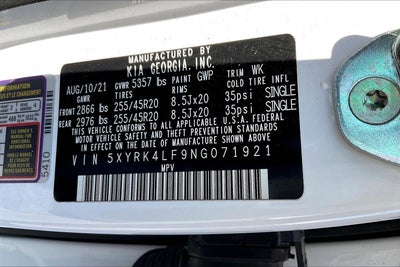 MANUFACTURED BY
KIA GEORGIA, INC.
AUG/10/21 GVWR 5357 lbs PAINT GWP TRIM WK
GAWR TIRES RIMS COLD TIRE INFL
FRONT 2866 lbs 255/45R20 8.5Jx20 35psi SINGLE
REAR 2976 lbs 255/45R20 8.5Jx20 35psi SINGLE
THIS VEHICLE CONFORMS TO ALL APPLICABLE U.S.A. FEDERAL
MOTOR VEHICLE SAFETY, BUMPER, AND THEFT PREVENTION
STANDARDS IN EFFECT ON THE DATE OF MANUFACTURE SHOWN ABOVE.
VIN 5XYRK4LF9NG071921
MPV
5410